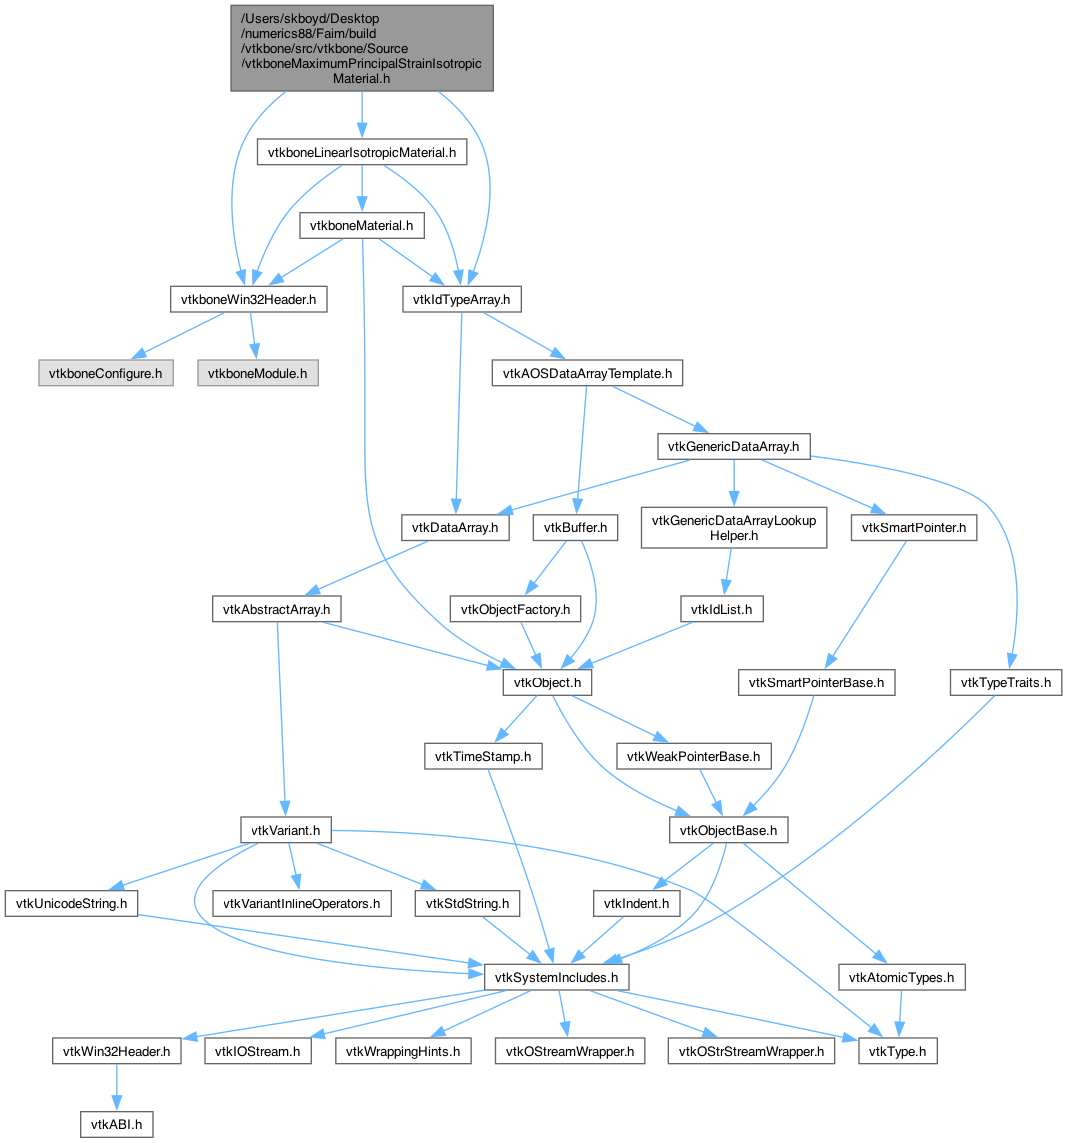 /Users/skboyd/Desktop
/numerics88/Faim/build
/vtkbone/src/vtkbone/Source
/vtkboneMaximumPrincipalStrainIsotropic
Material.h
vtkboneLinearIsotropicMaterial.h
vtkboneMaterial.h
vtkboneWin32Header.h
vtkIdTypeArray.h
vtkboneConfigure.h
vtkboneModule.h
vtkAOSDataArrayTemplate.h
vtkGenericDataArray.h
vtkDataArray.h
vtkBuffer.h
vtkGenericDataArrayLookup
Helper.h
vtkSmartPointer.h
vtkAbstractArray.h
vtkObjectFactory.h
vtkIdList.h
vtkObject.h
vtkSmartPointerBase.h
vtkTypeTraits.h
vtkTimeStamp.h
vtkWeakPointerBase.h
vtkVariant.h
vtkObjectBase.h
vtkUnicodeString.h
vtkVariantInlineOperators.h
vtkStdString.h
vtkIndent.h
vtkSystemIncludes.h
vtkAtomicTypes.h
vtkWin32Header.h
vtkIOStream.h
vtkWrappingHints.h
vtkOStreamWrapper.h
vtkOStrStreamWrapper.h
vtkType.h
vtkABI.h